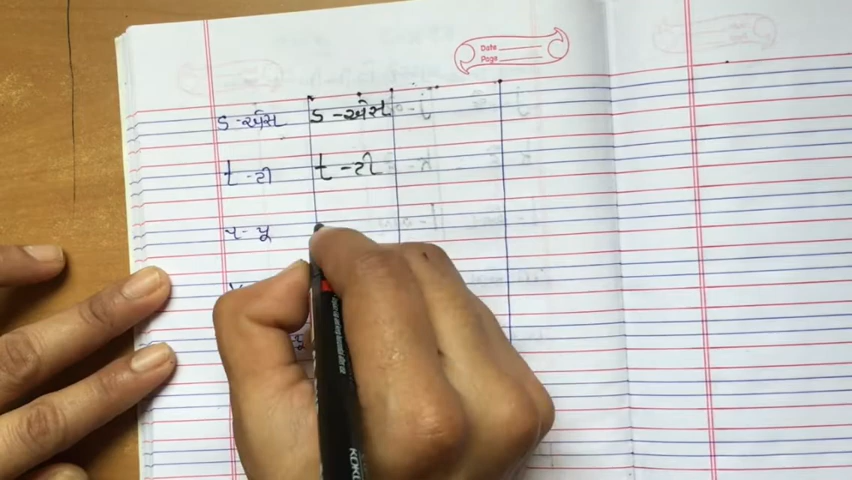 Date
Page
s - એસ s - એસ
t - ટી t - ટી
u - યૂ